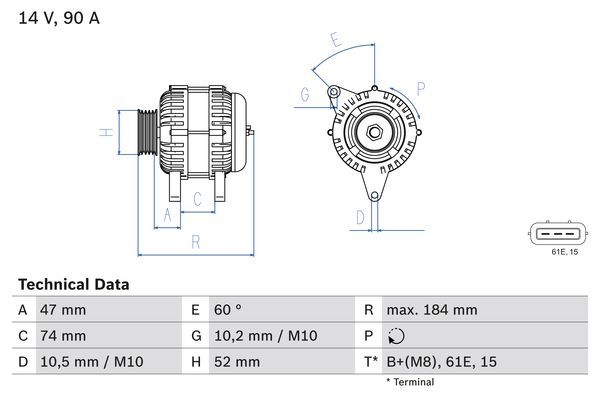 14 V, 90 A
E
P
G
H
A
C
D
R
61E, 15
Technical Data
A 47 mm E 60 ° R max. 184 mm
C 74 mm G 10,2 mm / M10 P
D 10,5 mm / M10 H 52 mm T* B+(M8), 61E, 15
* Terminal